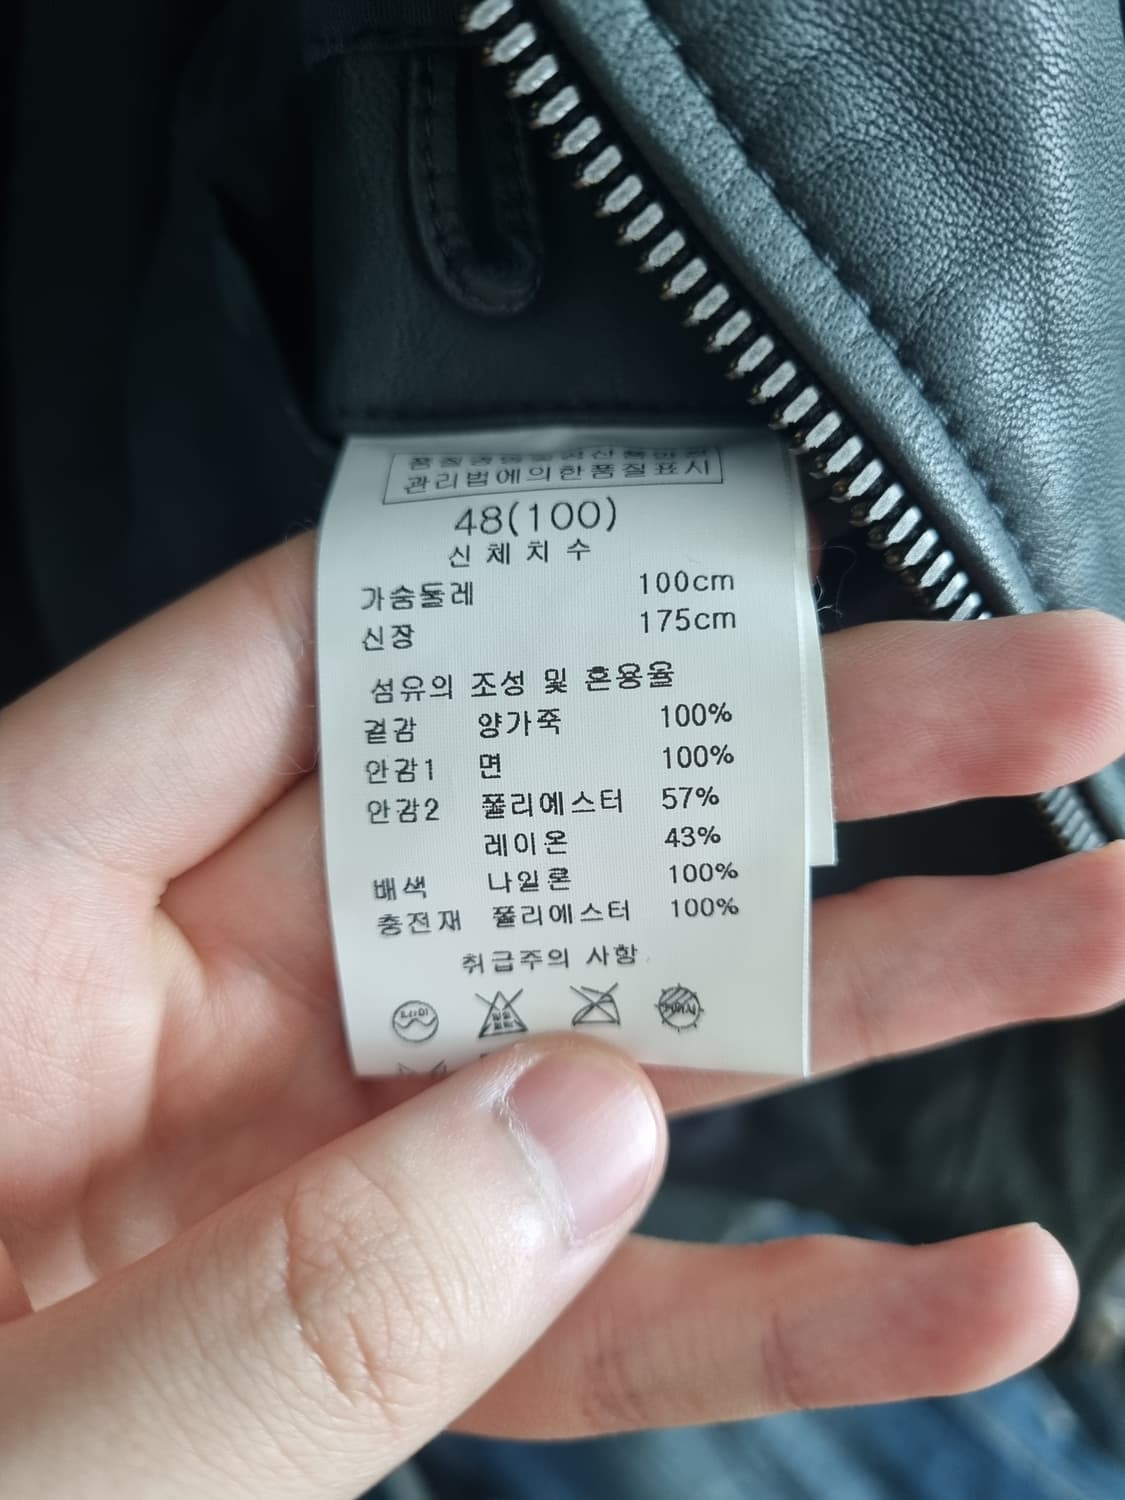 관리법에의한품질표시
48(100)
신체치수
가슴둘레 100cm
신장 175cm
섬유의 조성 및 혼용율
겉감 양가죽 100%
안감1 면 100%
안감2 폴리에스터 57%
레이온 43%
배색 나일론 100%
충전재 폴리에스터 100%
취급주의 사항